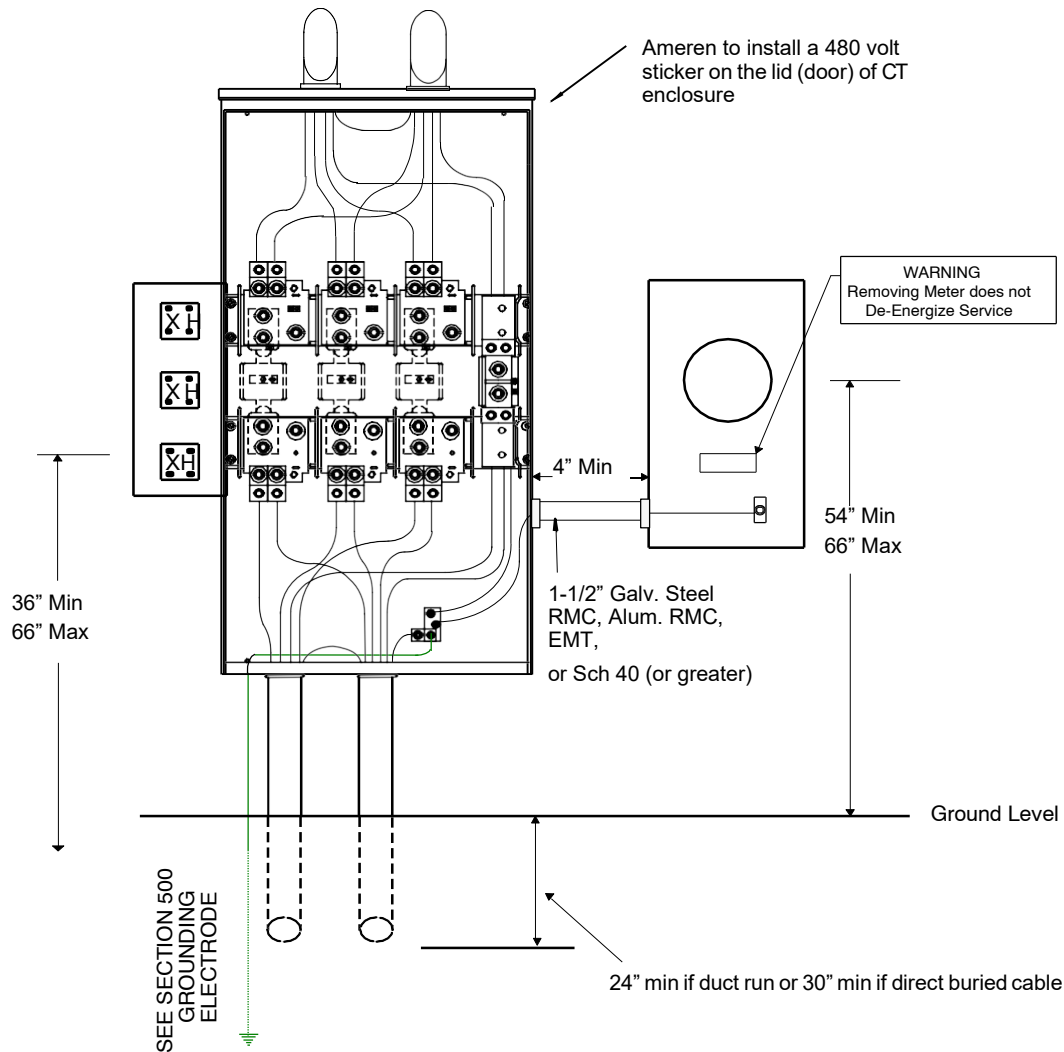 Ameren to install a 480 volt
sticker on the lid (door) of CT
enclosure
WARNING
Removing Meter does not
De-Energize Service
X H
XH
XH
4” Min
54” Min
66” Max
36” Min
66” Max
1-1/2” Galv. Steel
RMC, Alum. RMC,
EMT,
or Sch 40 (or greater)
Ground Level
SEE SECTION 500
GROUNDING
ELECTRODE
24” min if duct run or 30” min if direct buried cable